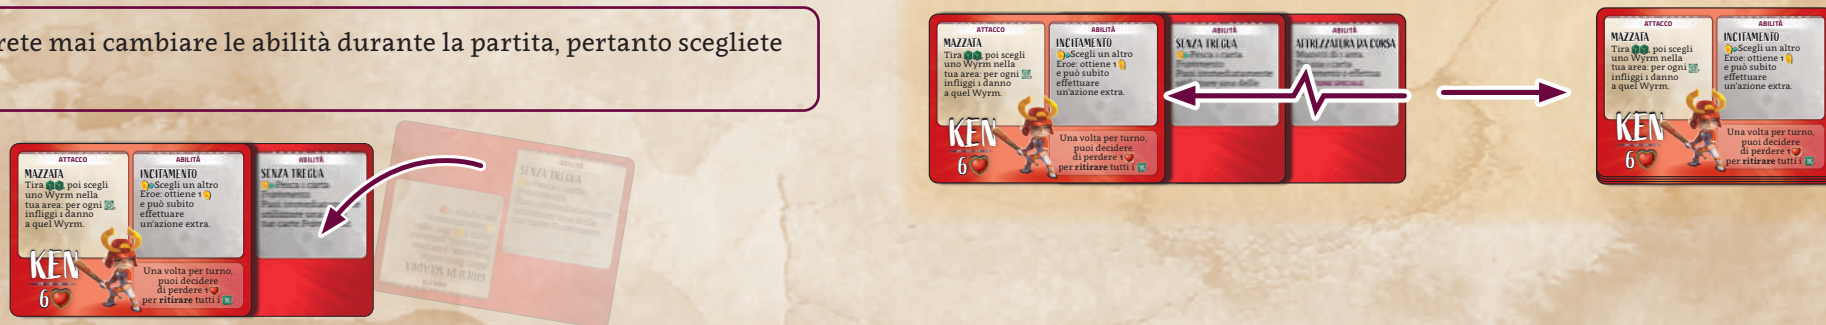 rete mai cambiare le abilità durante la partita, pertanto scegliete
ATTACCO
MAZZATA
Tira, poi scegli
uno Wyrm nella
tua area: per ogni
infliggi 1 danno
a quel Wyrm.
ABILITÀ
INCITAMENTO
Scegli un altro
Eroe: ottiene 1
e può subito
effettuare
un'azione extra.
ABILITÀ
SENZA TREGUA
KEN
6
Una volta per turno,
puoi decidere
di perdere 1
per ritirare tutti i
ABILITÀ
SENZA TREGUA
ABILITÀ
ATTACCO
MAZZATA
Tira, poi scegli
uno Wyrm nella
tua area: per ogni
infliggi 1 danno
a quel Wyrm.
ABILITÀ
INCITAMENTO
Scegli un altro
Eroe: ottiene 1
e può subito
effettuare
un'azione extra.
ABILITÀ
SENZA TREGUA
ABILITÀ
ATTREZZATURA DA CORSA
KEN
6
Una volta per turno,
puoi decidere
di perdere 1
per ritirare tutti i
ATTACCO
MAZZATA
Tira, poi scegli
uno Wyrm nella
tua area: per ogni
infliggi 1 danno
a quel Wyrm.
ABILITÀ
INCITAMENTO
Scegli un altro
Eroe: ottiene 1
e può subito
effettuare
un'azione extra.
KEN
6
Una volta per turno,
puoi decidere
di perdere 1
per ritirare tutti i